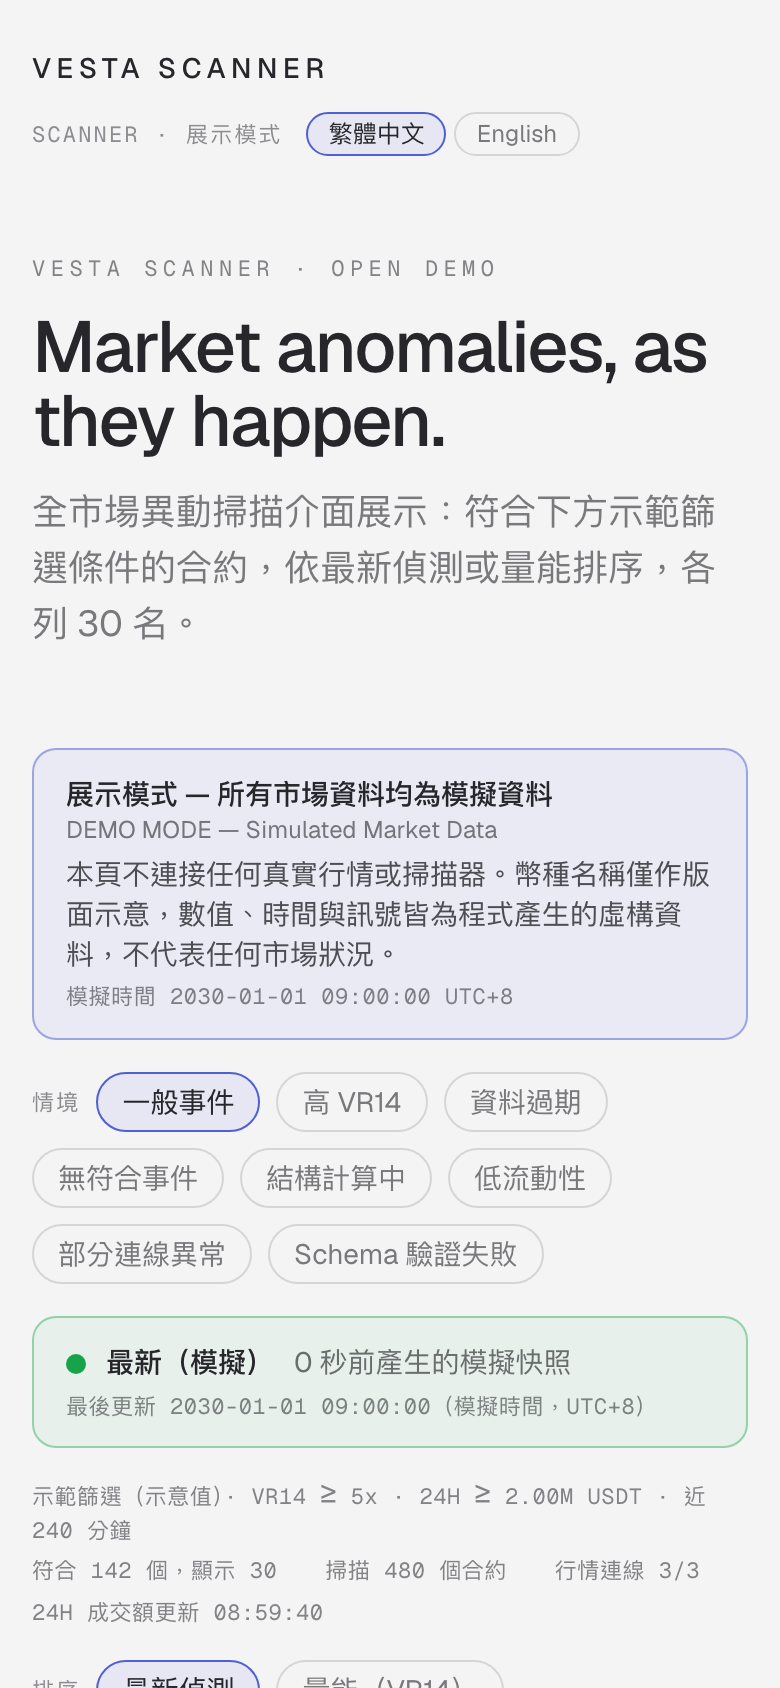 VESTA SCANNER
SCANNER · 展示模式 繁體中文 English
VESTA SCANNER · OPEN DEMO
Market anomalies, as
they happen.
全市場異動掃描介面展示：符合下方示範篩
選條件的合約，依最新偵測或量能排序，各
列 30 名。
展示模式 — 所有市場資料均為模擬資料
DEMO MODE — Simulated Market Data
本頁不連接任何真實行情或掃描器。幣種名稱僅作版
面示意，數值、時間與訊號皆為程式產生的虛構資
料，不代表任何市場狀況。
模擬時間 2030-01-01 09:00:00 UTC+8
情境 一般事件 高 VR14 資料過期
無符合事件 結構計算中 低流動性
部分連線異常 Schema 驗證失敗
最新（模擬） 0 秒前產生的模擬快照
最後更新 2030-01-01 09:00:00（模擬時間，UTC+8）
示範篩選（示意值）· VR14 ≥ 5x · 24H ≥ 2.00M USDT · 近
240 分鐘
符合 142 個，顯示 30 掃描 480 個合約 行情連線 3/3
24H 成交額更新 08:59:40
排序 最新偵測 量能（VR14）